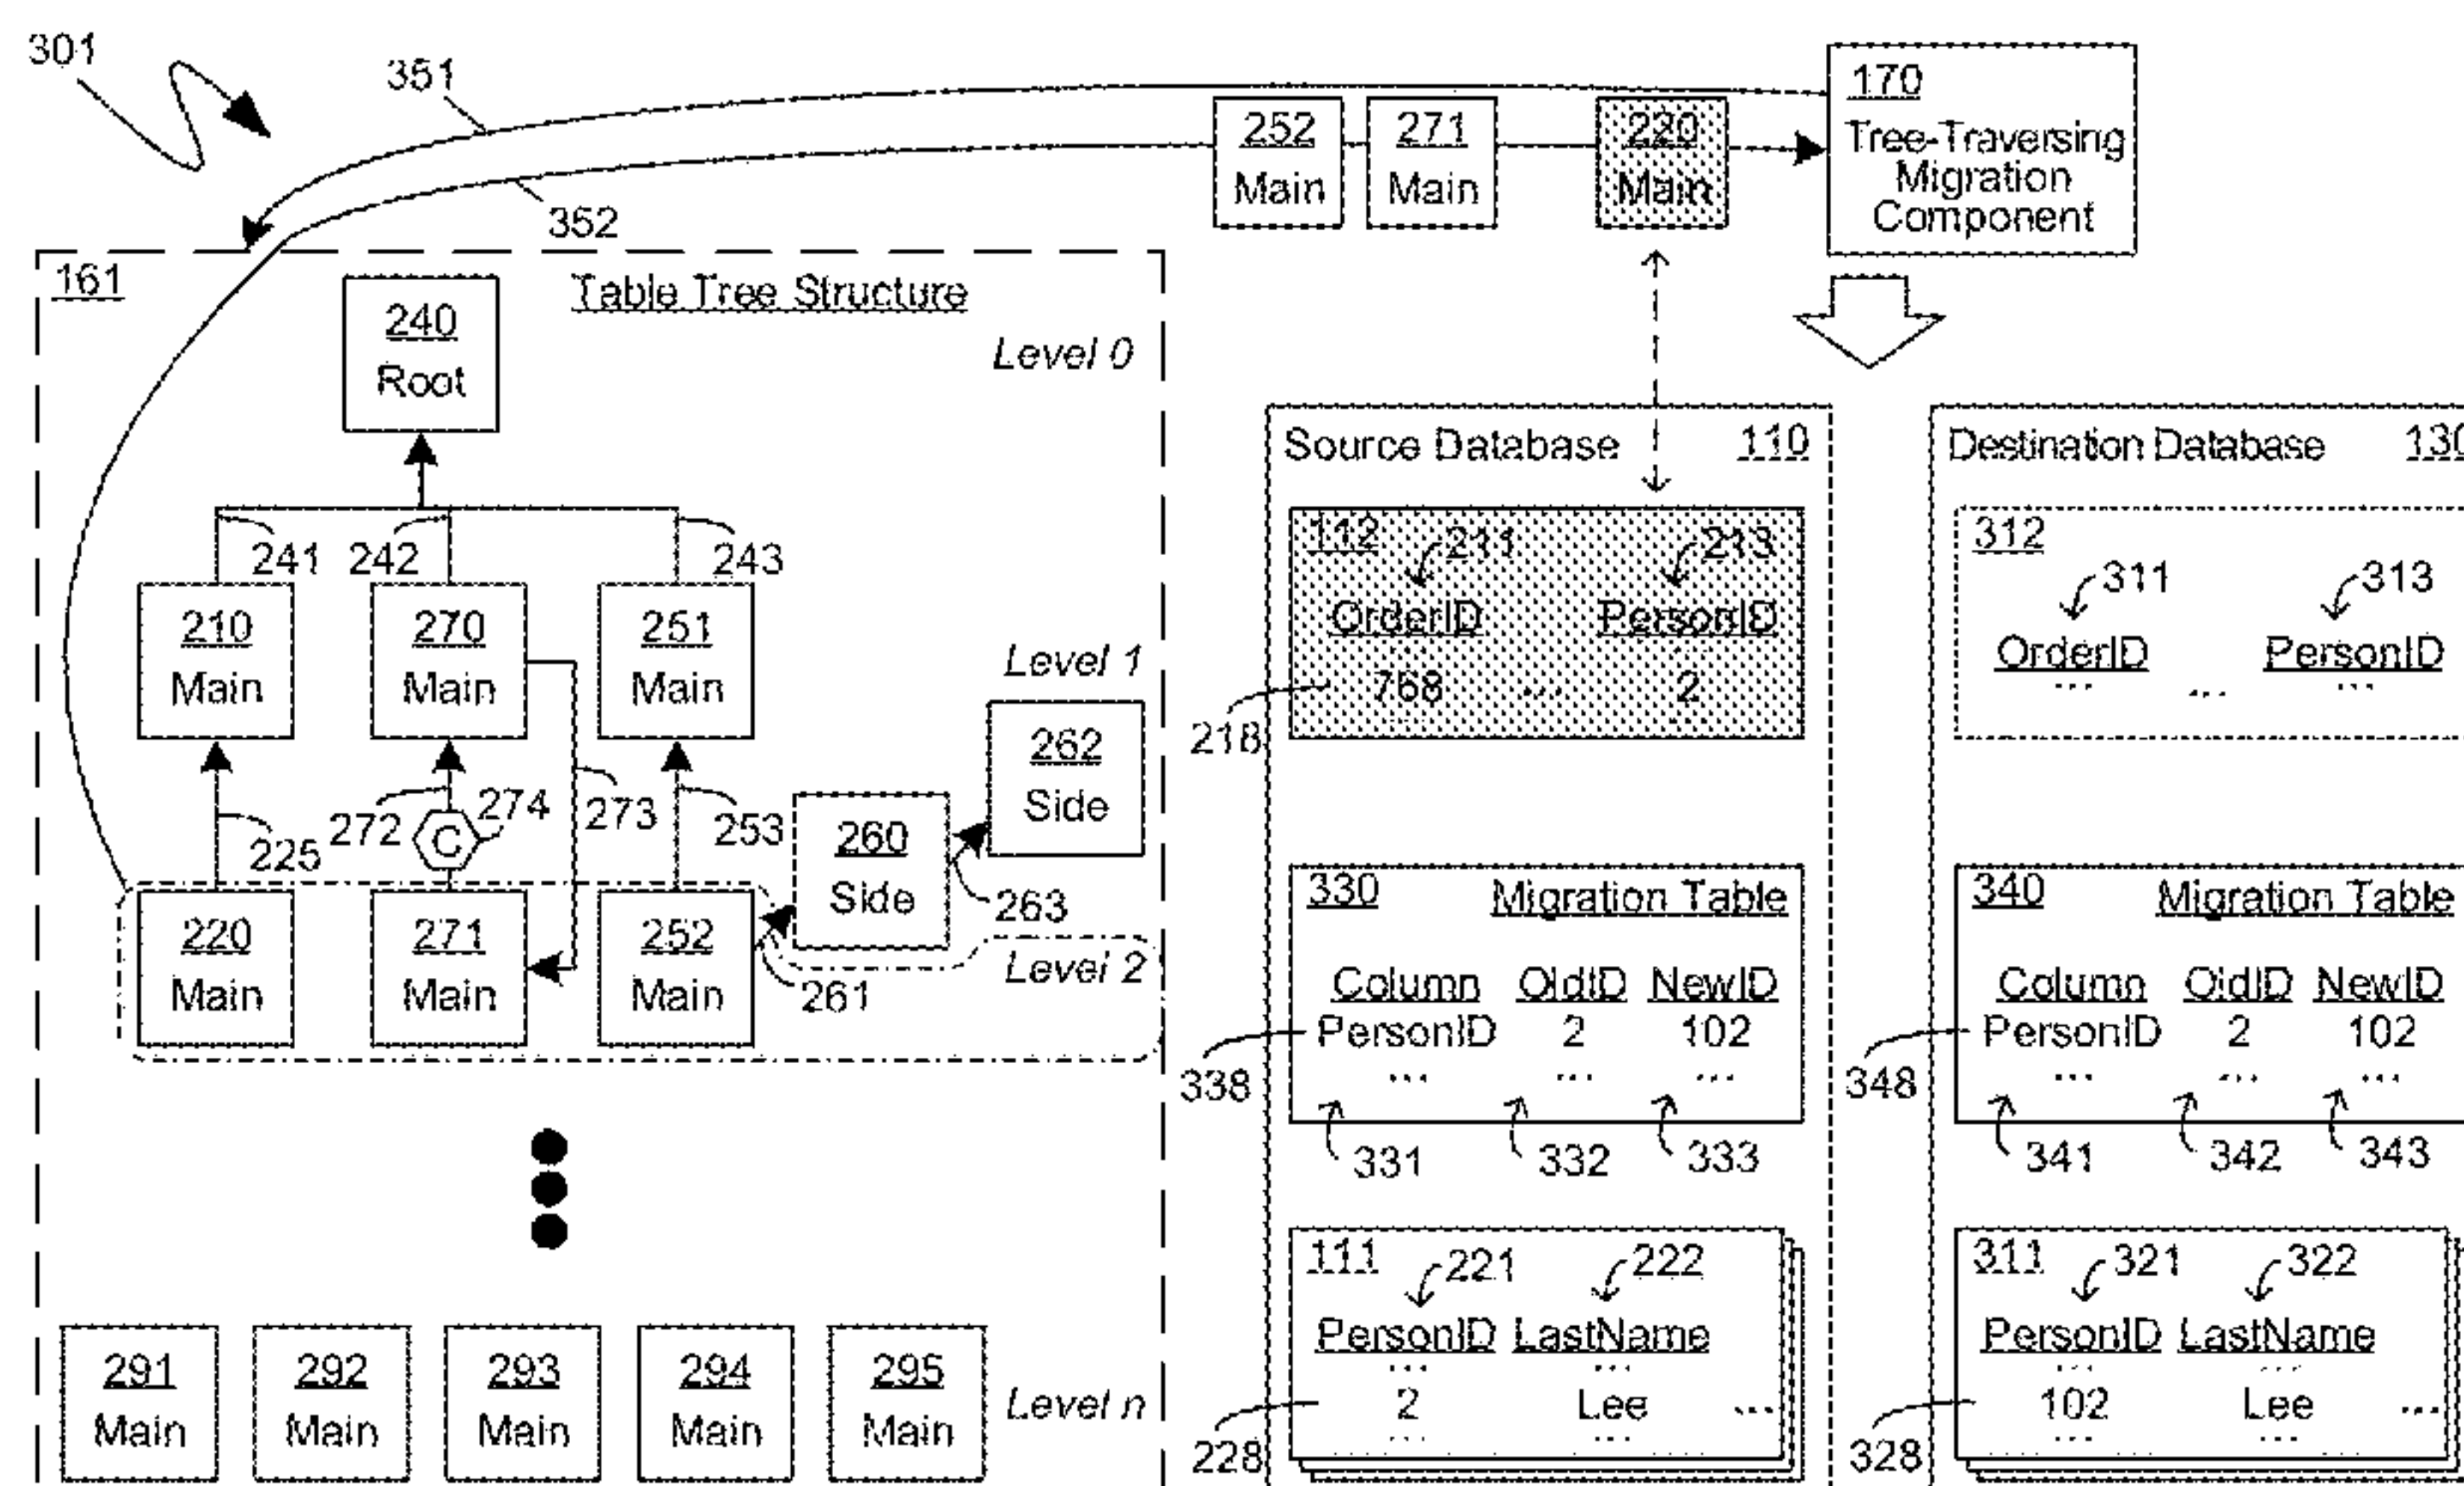 301
351
352
252
Main
271
Main
220
Main
170
Tree-Traversing
Migration
Component
161
Table Tree Structure
240
Root
Level 0
241
242
243
210
Main
270
Main
251
Main
Level 1
262
Side
225
272
C
274
273
253
260
Side
263
220
Main
271
Main
252
Main
261
Level 2
291
Main
292
Main
293
Main
294
Main
295
Main
Level n
Source Database 110
112
211
213
OrderID PersonID
768 ... 2
218
330 Migration Table
Column OldID NewID
PersonID 2 102
... ... ...
338
331 332 333
111
221
222
PersonID LastName
... ...
2 Lee ...
... ...
228
Destination Database 130
312
311
313
OrderID PersonID
... ... ...
340 Migration Table
Column OldID NewID
PersonID 2 102
... ... ...
348
341 342 343
311
321
322
PersonID LastName
... ...
102 Lee ...
... ...
328